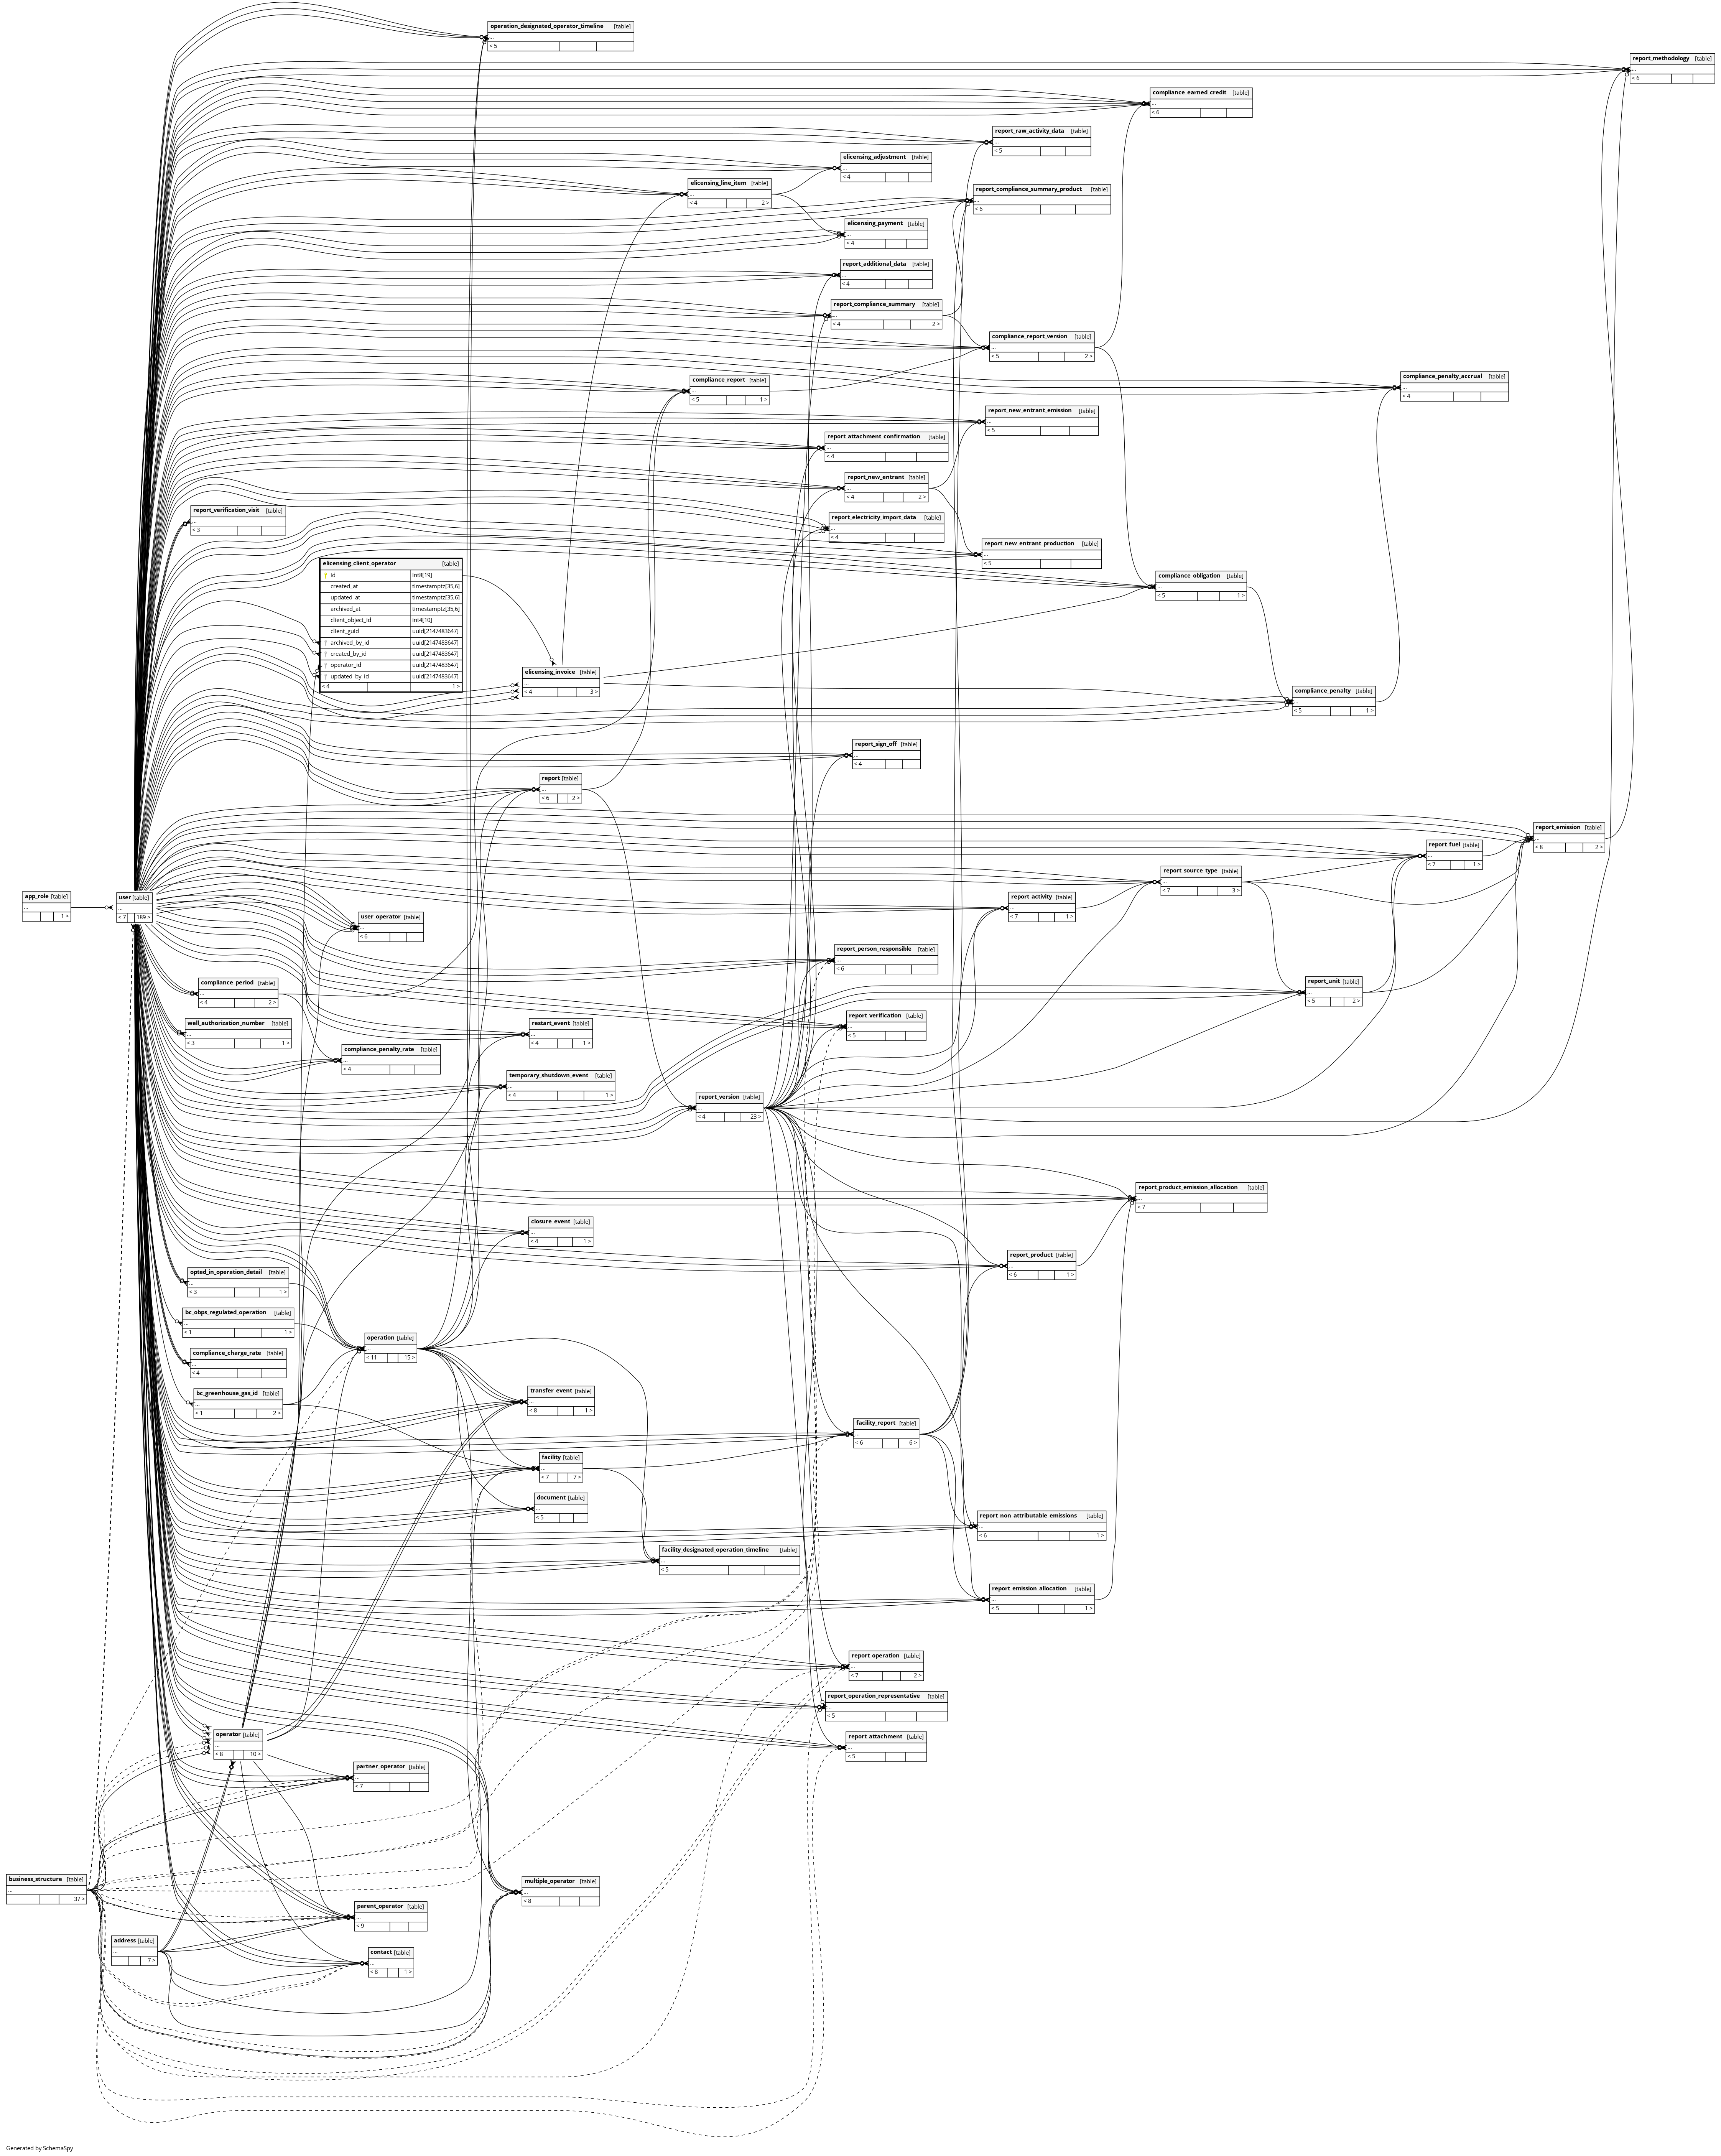 operation_designated_operator_timeline [table]
...
< 5
report_methodology [table]
...
< 6
compliance_earned_credit [table]
...
< 6
report_raw_activity_data [table]
...
< 5
elicensing_adjustment [table]
...
< 4
elicensing_line_item [table]
...
< 4 2 >
report_compliance_summary_product [table]
...
< 6
elicensing_payment [table]
...
< 4
report_additional_data [table]
...
< 4
report_compliance_summary [table]
...
< 4 2 >
compliance_report_version [table]
...
< 5 2 >
compliance_report [table]
...
< 5 1 >
compliance_penalty_accrual [table]
...
< 4
report_new_entrant_emission [table]
...
< 5
report_attachment_confirmation [table]
...
< 4
report_new_entrant [table]
...
< 4 2 >
report_verification_visit [table]
...
< 3
report_electricity_import_data [table]
...
< 4
report_new_entrant_production [table]
...
< 5
elicensing_client_operator [table]
id int8[19]
created_at timestamptz[35,6]
updated_at timestamptz[35,6]
archived_at timestamptz[35,6]
client_object_id int4[10]
client_guid uuid[2147483647]
archived_by_id uuid[2147483647]
created_by_id uuid[2147483647]
operator_id uuid[2147483647]
updated_by_id uuid[2147483647]
< 4 1 >
compliance_obligation [table]
...
< 5 1 >
elicensing_invoice [table]
...
< 4 3 >
compliance_penalty [table]
...
< 5 1 >
report_sign_off [table]
...
< 4
report [table]
...
< 6 2 >
report_emission [table]
...
< 8 2 >
report_fuel [table]
...
< 7 1 >
report_source_type [table]
...
< 7 3 >
app_role [table]
...
1 >
user [table]
...
< 7 189 >
report_activity [table]
...
< 7 1 >
user_operator [table]
...
< 6
report_person_responsible [table]
...
< 6
compliance_period [table]
...
< 4 2 >
report_unit [table]
...
< 5 2 >
report_verification [table]
...
< 5
well_authorization_number [table]
...
< 3 1 >
restart_event [table]
...
< 4 1 >
compliance_penalty_rate [table]
...
< 4
temporary_shutdown_event [table]
...
< 4 1 >
report_version [table]
...
< 4 23 >
report_product_emission_allocation [table]
...
< 7
closure_event [table]
...
< 4 1 >
report_product [table]
...
< 6 1 >
opted_in_operation_detail [table]
...
< 3 1 >
bc_obps_regulated_operation [table]
...
< 1 1 >
operation [table]
...
< 11 15 >
compliance_charge_rate [table]
...
< 4
bc_greenhouse_gas_id [table]
...
< 1 2 >
transfer_event [table]
...
< 8 1 >
facility_report [table]
...
< 6 6 >
facility [table]
...
< 7 7 >
document [table]
...
< 5
report_non_attributable_emissions [table]
...
< 6 1 >
facility_designated_operation_timeline [table]
...
< 5
report_emission_allocation [table]
...
< 5 1 >
report_operation [table]
...
< 7 2 >
report_operation_representative [table]
...
< 5
operator [table]
...
< 8 10 >
report_attachment [table]
...
< 5
partner_operator [table]
...
< 7
business_structure [table]
...
37 >
multiple_operator [table]
...
< 8
parent_operator [table]
...
< 9
address [table]
...
7 >
contact [table]
...
< 8 1 >
Generated by SchemaSpy